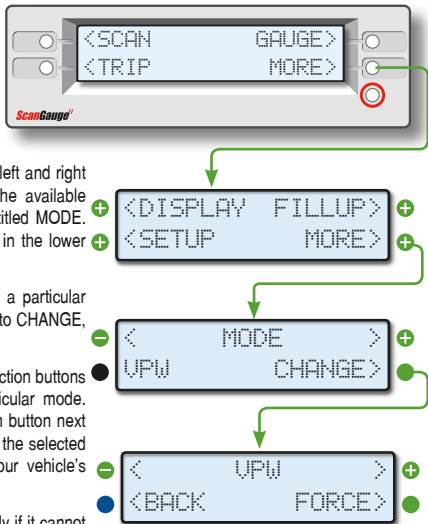 <SCAN GAUGE>
<TRIP MORE>
ScanGauge II
left and right
he available
titled MODE.
in the lower
<DISPLAY FILLUP>
<SETUP MORE>
a particular
to CHANGE,
< MODE >
VPW CHANGE>
ction buttons
ticular mode.
n button next
the selected
our vehicle's
< VPW >
<BACK FORCE>
ly if it cannot